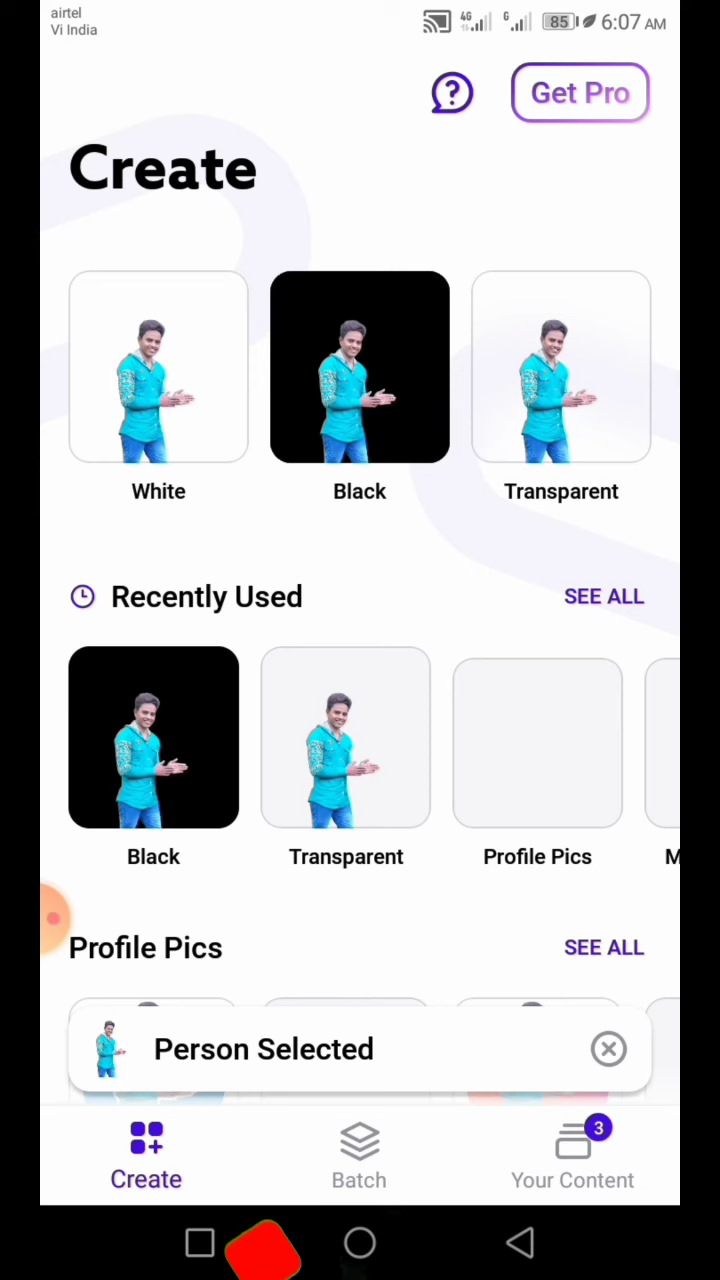 airtel
Vi India
4G
G
85
6:07 AM
Get Pro
Create
White
Black
Transparent
Recently Used
SEE ALL
Black
Transparent
Profile Pics
M
Profile Pics
SEE ALL
Person Selected
3
Create
Batch
Your Content